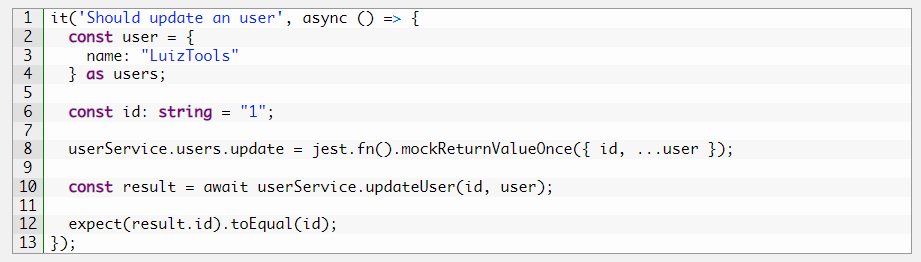 1 it('Should update an user', async () => {
2   const user = {
3     name: "LuizTools"
4   } as users;
5
6   const id: string = "1";
7
8   userService.users.update = jest.fn().mockReturnValueOnce({ id, ...user });
9
10   const result = await userService.updateUser(id, user);
11
12   expect(result.id).toEqual(id);
13 });